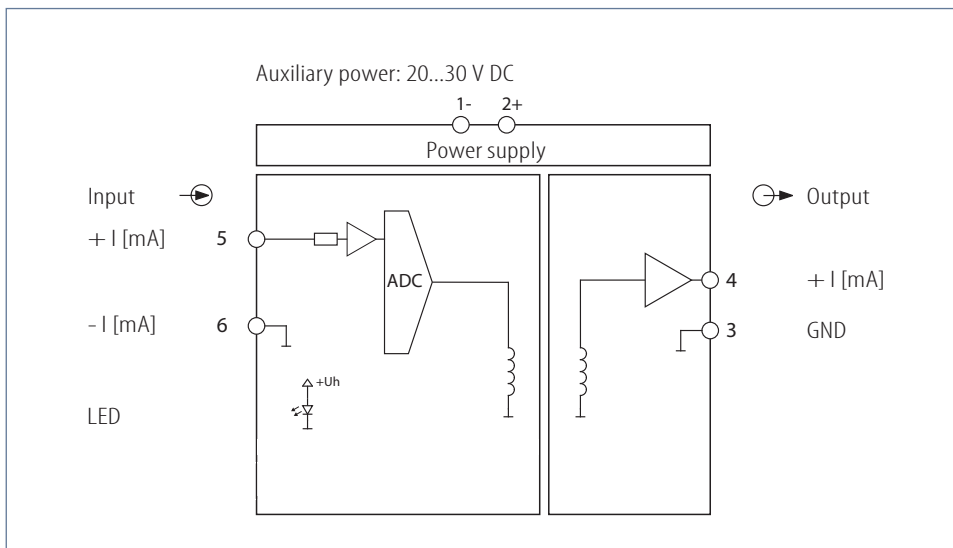 Auxiliary power: 20...30 V DC
1- 2+
Power supply
Input Output
+ I [mA] 5
ADC
4 + I [mA]
- I [mA] 6
3 GND
+Uh
LED